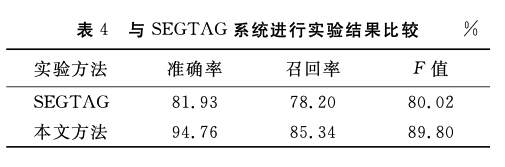 表 4 与 SEGTAG 系统进行实验结果比较 %
实验方法 准确率 召回率 F 值
SEGTAG 81.93 78.20 80.02
本文方法 94.76 85.34 89.80